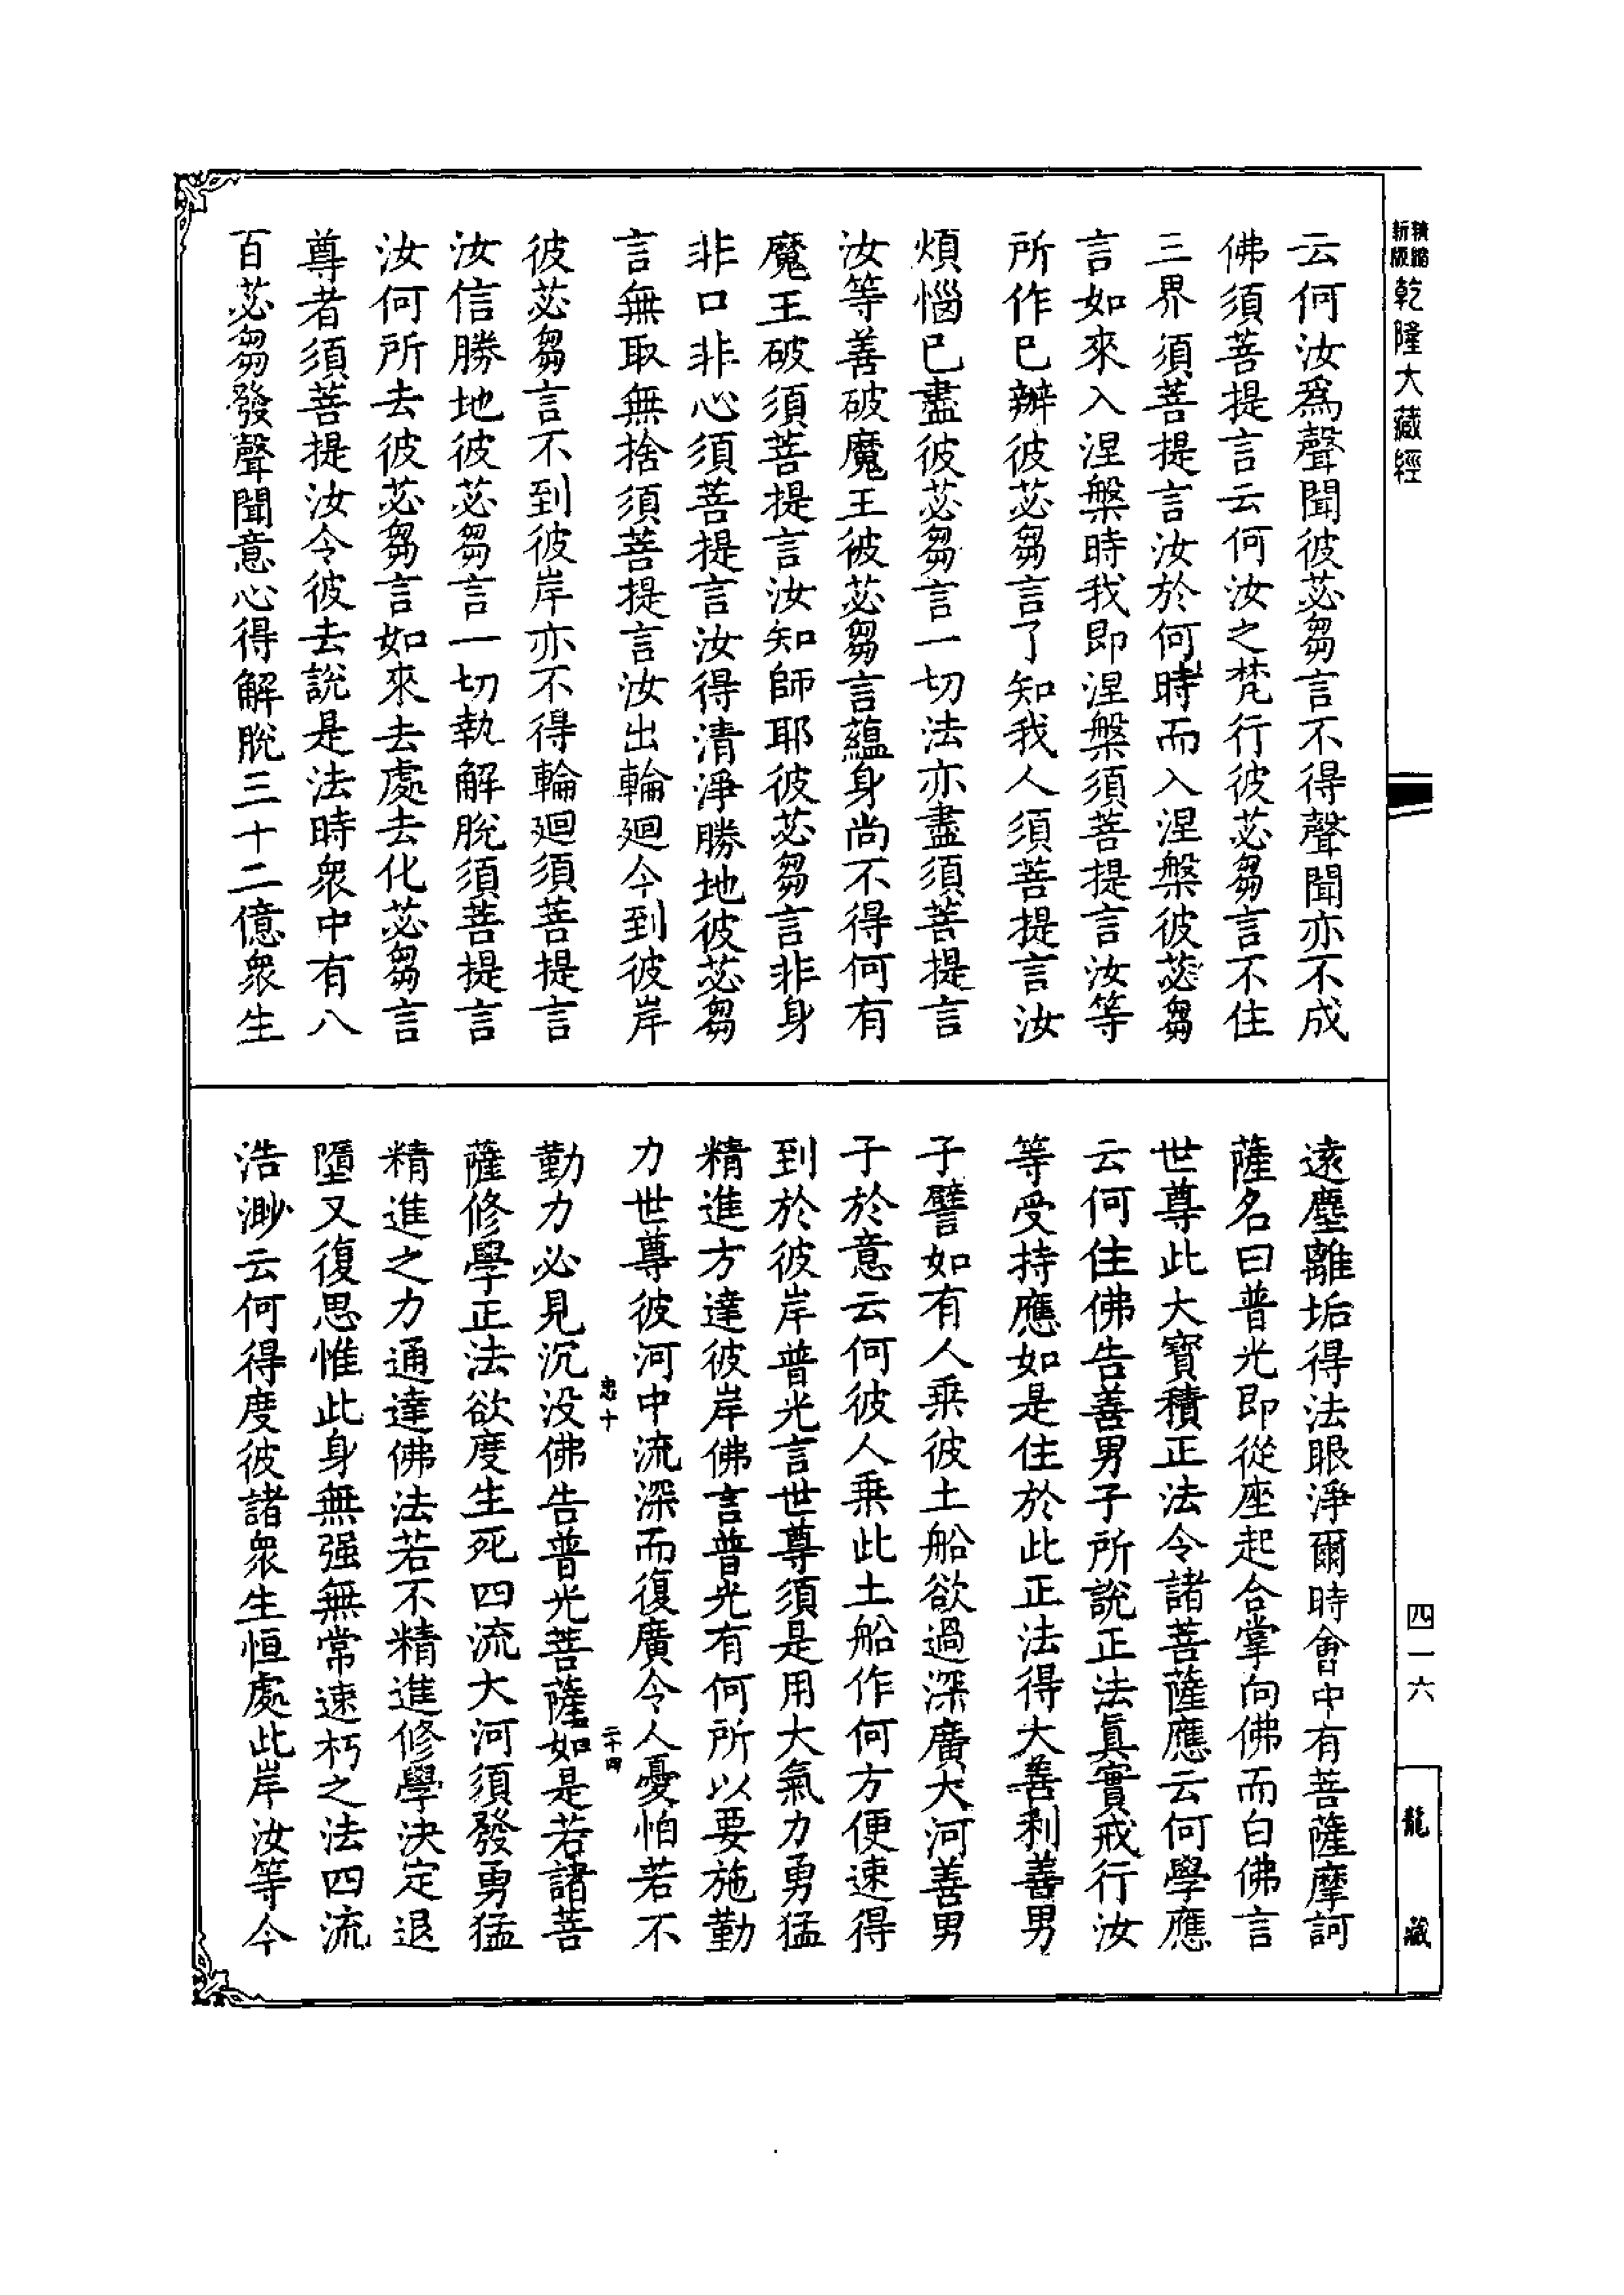 精縮新版乾隆大藏經
云何汝爲聲聞彼苾芻言不得聲聞亦不成
佛須菩提言云何汝之梵行彼苾芻言不住
三界須菩提言汝於何時而入涅槃彼苾芻
言如來入涅槃時我即涅槃須菩提言汝等
所作已辦彼苾芻言了知我人須菩提言汝
煩惱已盡彼苾芻言一切法亦盡須菩提言
汝等善破魔王彼苾芻言蘊身尚不得何有
魔王破須菩提言汝知師耶彼苾芻言非身
非口非心須菩提言汝得清淨勝地彼苾芻
言無取無捨須菩提言汝出輪廻今到彼岸
彼苾芻言不到彼岸亦不得輪廻須菩提言
汝信勝地彼苾芻言一切執解脫須菩提言
汝何所去彼苾芻言如來去處去化苾芻言
尊者須菩提汝令彼去說是法時衆中有八
百苾芻發聲聞意心得解脫三十二億衆生
遠塵離垢得法眼淨爾時會中有菩薩摩訶
薩名曰普光即從座起合掌向佛而白佛言
世尊此大寶積正法令諸菩薩應云何學應
云何住佛告善男子所說正法眞實戒行汝
等受持應如是住於此正法得大善利善男
子譬如有人乘彼土船欲過深廣大河善男
子於意云何彼人乘此土船作何方便速得
到於彼岸普光言世尊須是用大氣力勇猛
精進方達彼岸佛言普光有何所以要施勤
力世尊彼河中流深而復廣令人憂怕若不
忠十
二十四
勤力必見沉没佛告普光菩薩如是若諸菩
薩修學正法欲度生死四流大河須發勇猛
精進之力通達佛法若不精進修學決定退
墮又復思惟此身無强無常速朽之法四流
浩渺云何得度彼諸衆生恒處此岸汝等今
四一六
龍藏